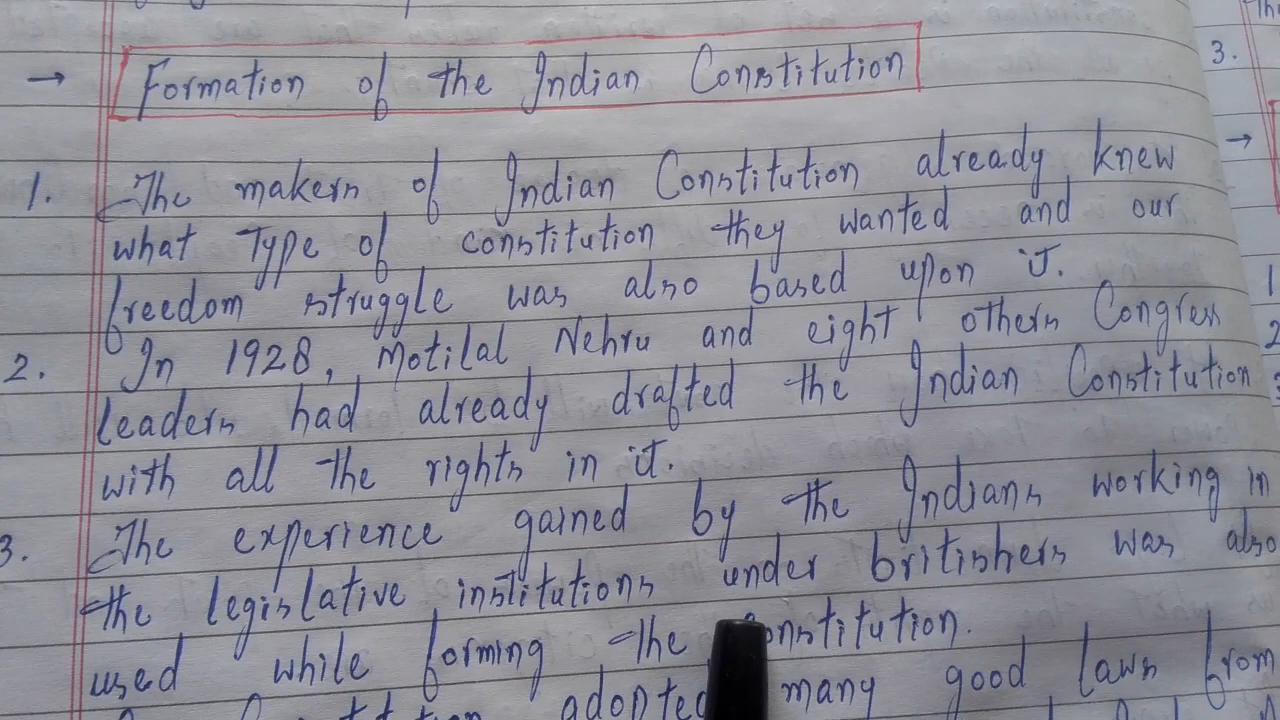 → Formation of the Indian Constitution
1. The makers of Indian Constitution already knew
what Type of constitution they wanted and our
freedom struggle was also based upon it.
2. In 1928, Motilal Nehru and eight others Congress
leaders had already drafted the Indian Constitution
with all the rights in it.
3. The experience gained by the Indians working in
the legislative institutions under britishers was also
used while forming the Constitution.
adopted many good laws from
3.
→